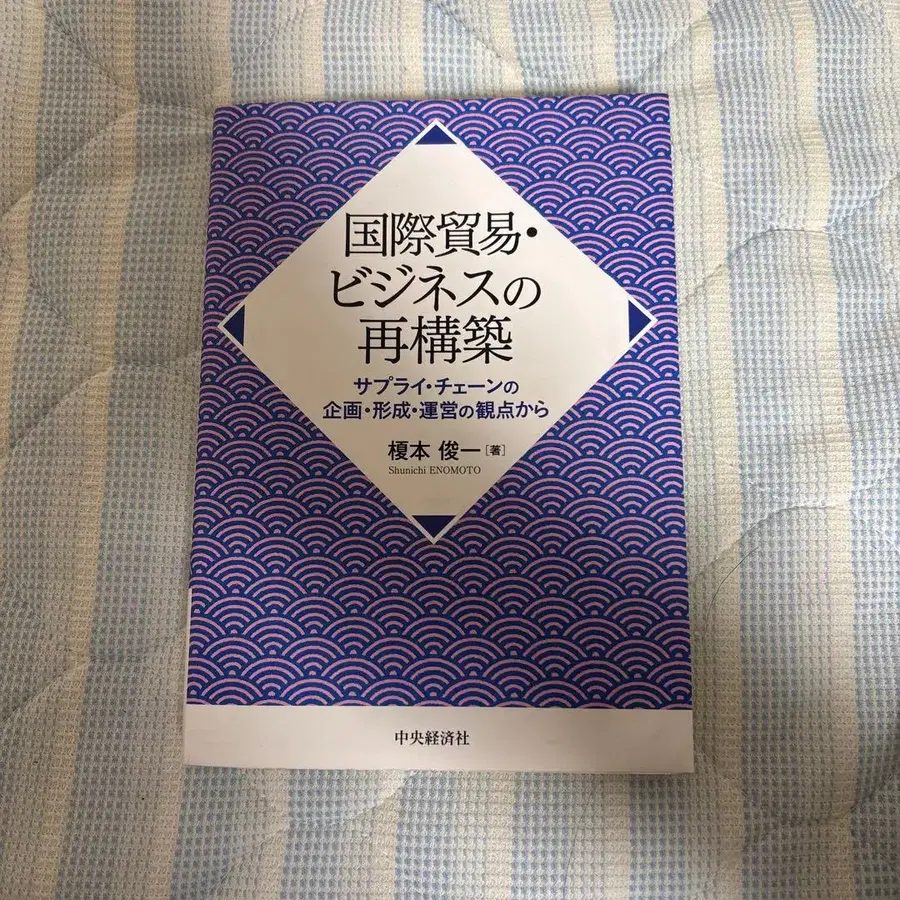 国際貿易・
ビジネスの
再構築
サプライ・チェーンの
企画・形成・運営の観点から
榎本 俊一[著]
Shunichi ENOMOTO
中央経済社